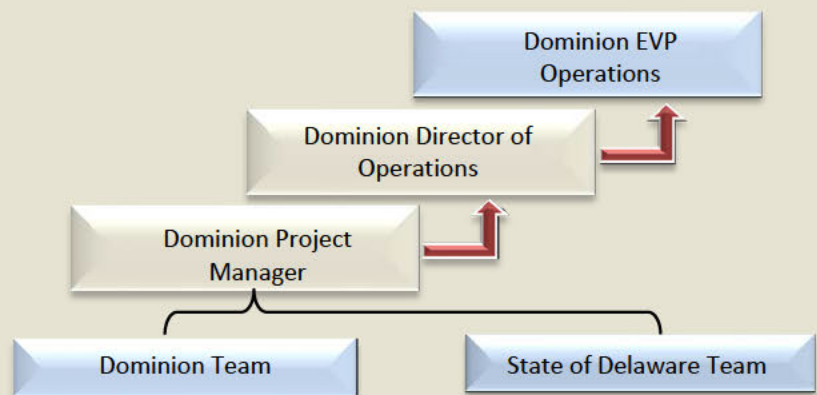 Dominion EVP
Operations
Dominion Director of
Operations
Dominion Project
Manager
Dominion Team
State of Delaware Team